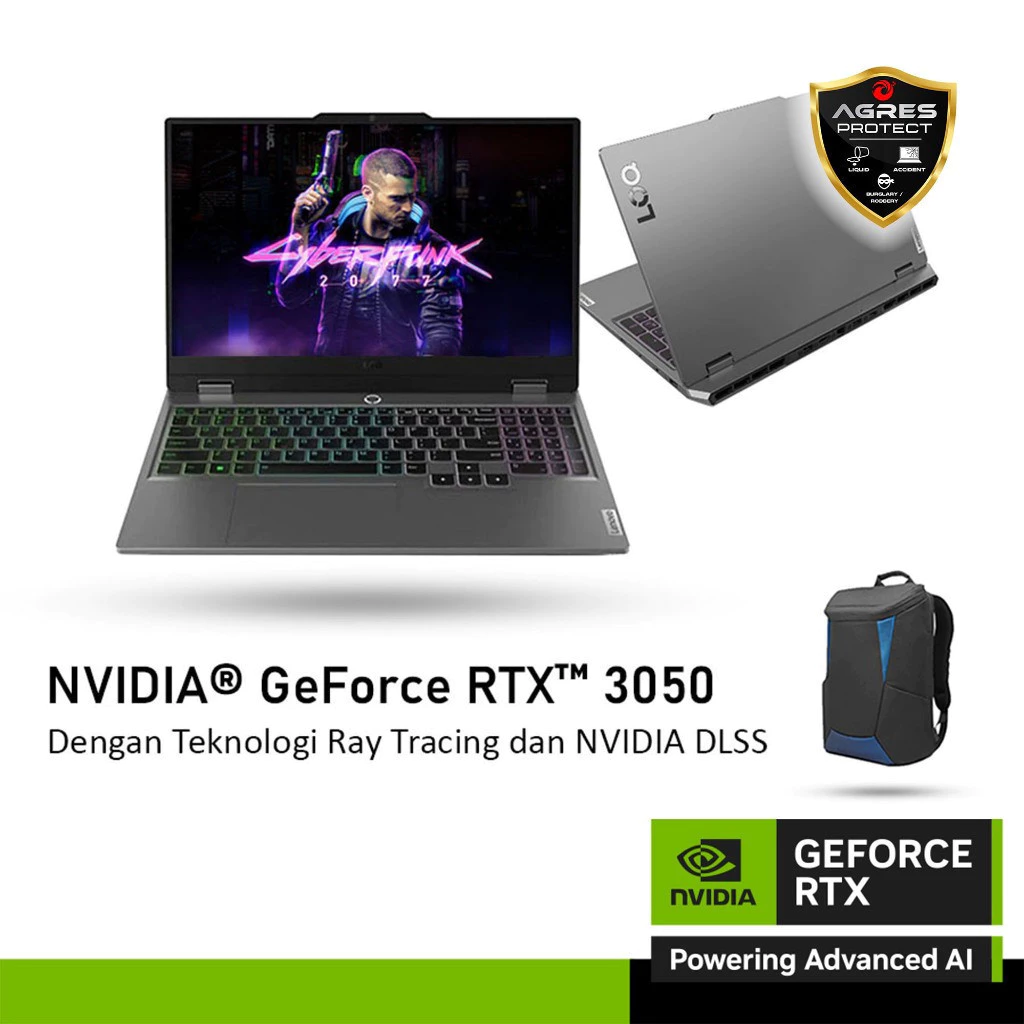 AGRES
PROTECT
LIQUID
ACCIDENT
BURGLARY /
ROBBERY
LOQ
CYBERPUNK
2077
Lenovo
NVIDIA® GeForce RTX™ 3050
Dengan Teknologi Ray Tracing dan NVIDIA DLSS
NVIDIA
GEFORCE
RTX
Powering Advanced AI